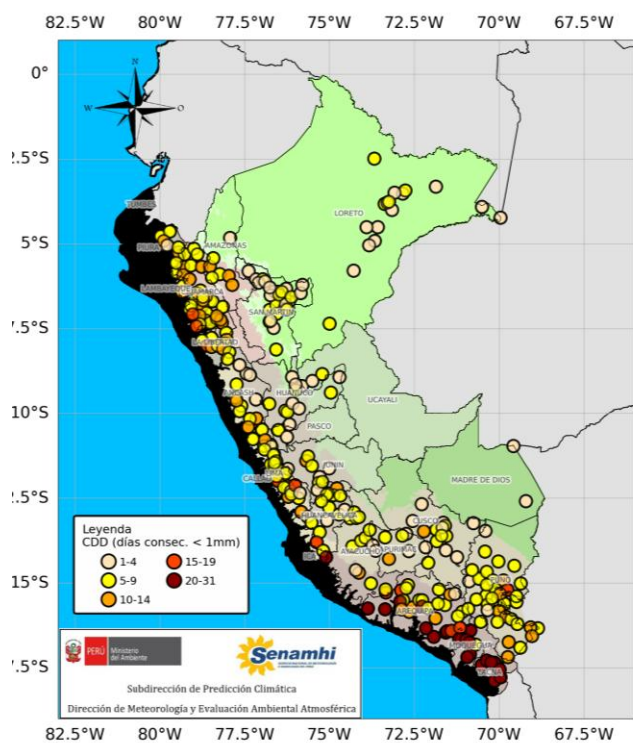 82.5°W 80°W 77.5°W 75°W 72.5°W 70°W 67.5°W
N
W O
0°
2.5°S
5°S
7.5°S
10°S
12.5°S
15°S
17.5°S
TUMBES
LORETO
PIURA
AMAZONAS
LAMBAYEQUE
SAN MARTIN
LA LIBERTAD
HUANUCO
UCAYALI
PASCO
JUNIN
MADRE DE DIOS
CALLAO
LIMA
HUANCAVELICA
CUSCO
AYACUCHO
APURIMAC
ICA
PUNO
AREQUIPA
MOQUEGUA
TACNA
Leyenda
CDD (días consec. < 1mm)
1-4 15-19
5-9 20-31
10-14
PERÚ Ministerio
del Ambiente
Senamhi
Subdirección de Predicción Climática
Dirección de Meteorología y Evaluación Ambiental Atmosférica
82.5°W 80°W 77.5°W 75°W 72.5°W 70°W 67.5°W